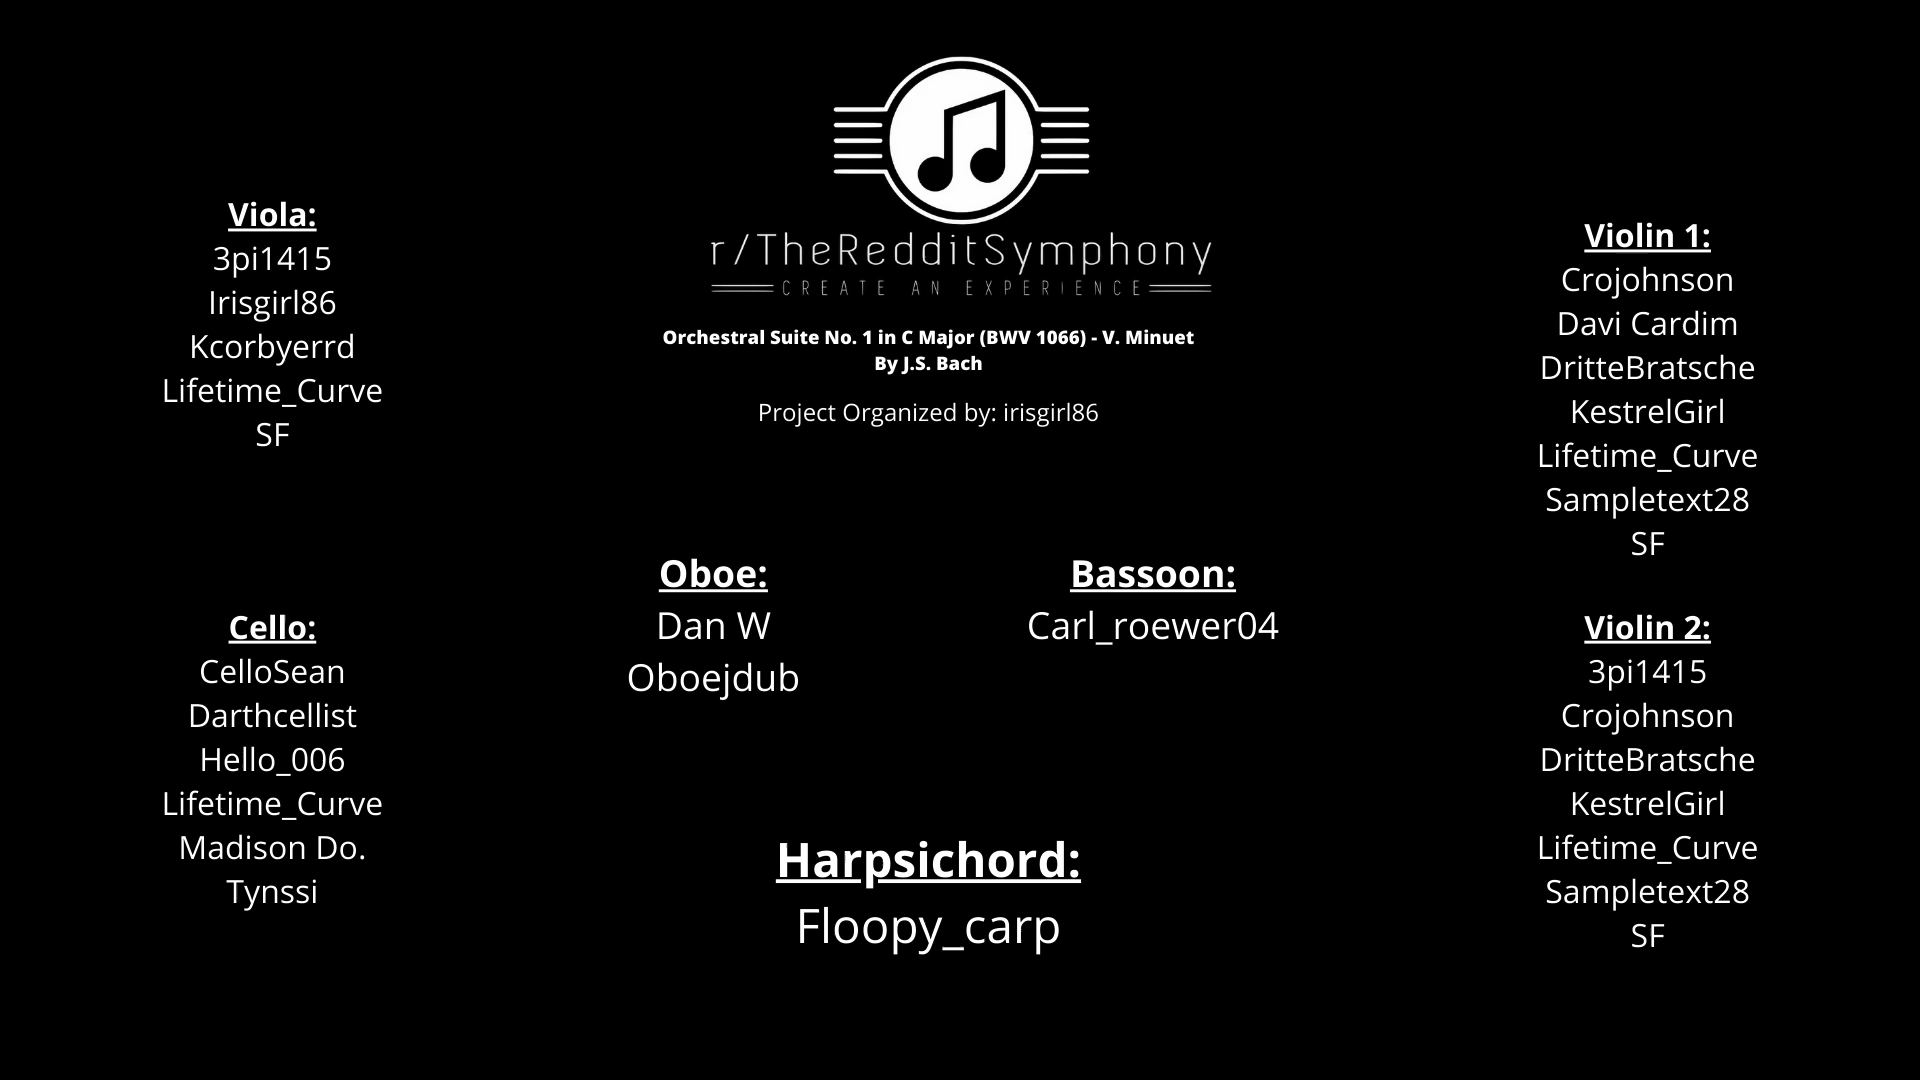 r/TheRedditSymphony
CREATE AN EXPERIENCE
Orchestral Suite No. 1 in C Major (BWV 1066) - V. Minuet
By J.S. Bach
Project Organized by: irisgirl86
Viola:
3pi1415
Irisgirl86
Kcorbyerrd
Lifetime_Curve
SF
Cello:
CelloSean
Darthcellist
Hello_006
Lifetime_Curve
Madison Do.
Tynssi
Oboe:
Dan W
Oboejdub
Bassoon:
Carl_roewer04
Harpsichord:
Floopy_carp
Violin 1:
Crojohnson
Davi Cardim
DritteBratsche
KestrelGirl
Lifetime_Curve
Sampletext28
SF
Violin 2:
3pi1415
Crojohnson
DritteBratsche
KestrelGirl
Lifetime_Curve
Sampletext28
SF